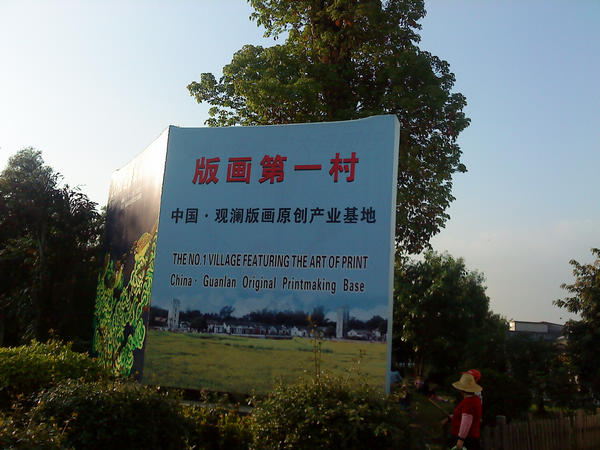 版画第一村
中国·观澜版画原创产业基地
THE NO.1 VILLAGE FEATURING THE ART OF PRINT
China· Guanlan Original Printmaking Base